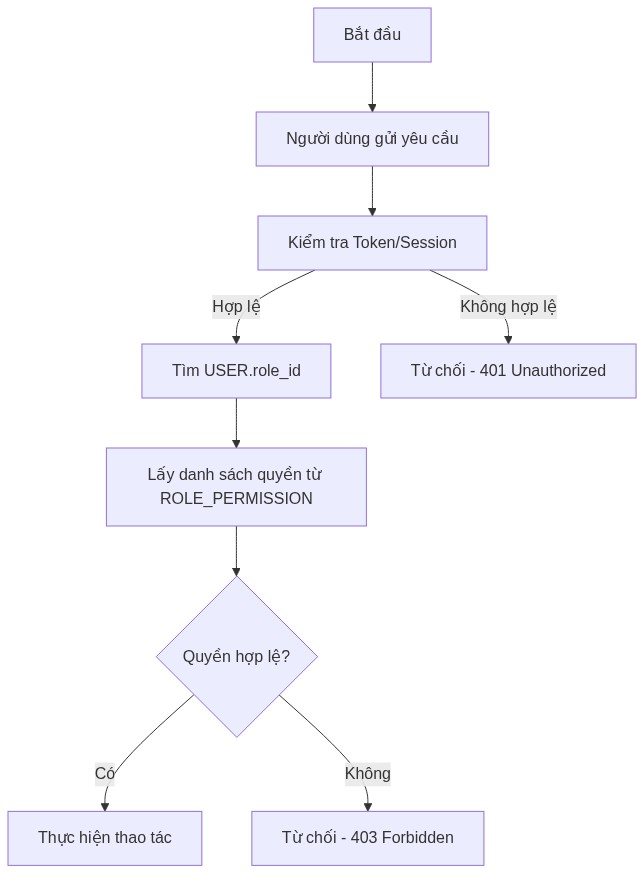 Bắt đầu
Người dùng gửi yêu cầu
Kiểm tra Token/Session
Hợp lệ
Không hợp lệ
Tìm USER.role_id
Từ chối - 401 Unauthorized
Lấy danh sách quyền từ
ROLE_PERMISSION
Quyền hợp lệ?
Có
Không
Thực hiện thao tác
Từ chối - 403 Forbidden